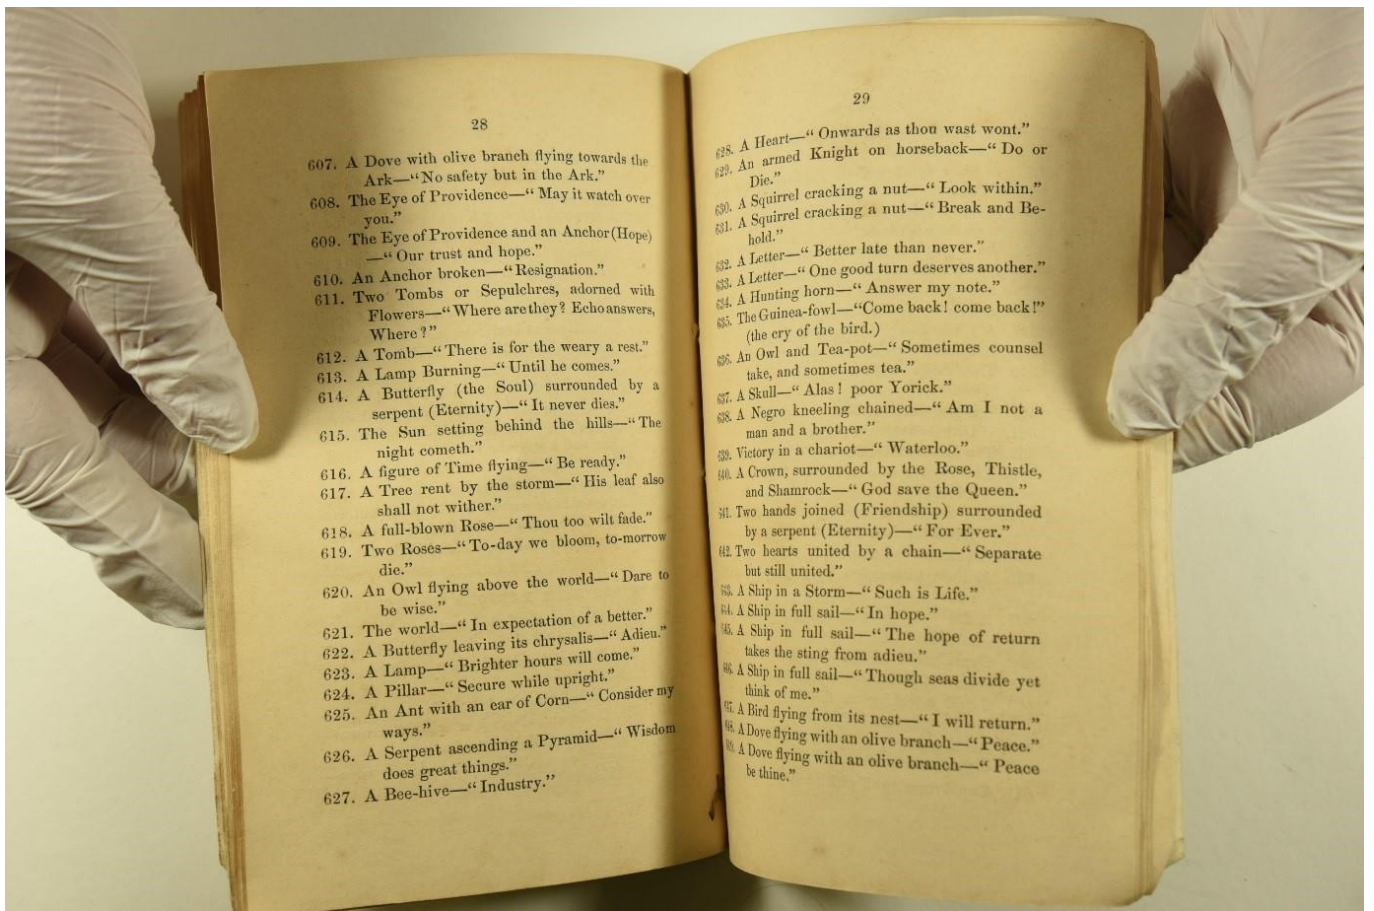 28
607. A Dove with olive branch flying towards the
Ark—“No safety but in the Ark.”
608. The Eye of Providence—“ May it watch over
you.”
609. The Eye of Providence and an Anchor (Hope)
—“ Our trust and hope.”
610. An Anchor broken—“ Resignation.”
611. Two Tombs or Sepulchres, adorned with
Flowers—“ Where are they? Echo answers,
Where ?”
612. A Tomb—“ There is for the weary a rest.”
613. A Lamp Burning—“ Until he comes.”
614. A Butterfly (the Soul) surrounded by a
serpent (Eternity)—“ It never dies.”
615. The Sun setting behind the hills—“ The
night cometh.”
616. A figure of Time flying—“ Be ready.”
617. A Tree rent by the storm—“ His leaf also
shall not wither.”
618. A full-blown Rose—“ Thou too wilt fade.”
619. Two Roses—“ To-day we bloom, to-morrow
die.”
620. An Owl flying above the world—“ Dare to
be wise.”
621. The world—“ In expectation of a better.”
622. A Butterfly leaving its chrysalis—“ Adieu.”
623. A Lamp—“ Brighter hours will come.”
624. A Pillar—“ Secure while upright.”
625. An Ant with an ear of Corn—“ Consider my
ways.”
626. A Serpent ascending a Pyramid—“ Wisdom
does great things.”
627. A Bee-hive—“ Industry.”
29
628. A Heart—“ Onwards as thou wast wont.”
629. An armed Knight on horseback—“ Do or
Die.”
630. A Squirrel cracking a nut—“ Look within.”
631. A Squirrel cracking a nut—“ Break and Be-
hold.”
632. A Letter—“ Better late than never.”
633. A Letter—“ One good turn deserves another.”
634. A Hunting horn—“ Answer my note.”
635. The Guinea-fowl—“Come back! come back!”
(the cry of the bird.)
636. An Owl and Tea-pot—“ Sometimes counsel
take, and sometimes tea.”
637. A Skull—“ Alas ! poor Yorick.”
638. A Negro kneeling chained—“ Am I not a
man and a brother.”
639. Victory in a chariot—“ Waterloo.”
640. A Crown, surrounded by the Rose, Thistle,
and Shamrock—“ God save the Queen.”
641. Two hands joined (Friendship) surrounded
by a serpent (Eternity)—“ For Ever.”
642. Two hearts united by a chain—“ Separate
but still united.”
643. A Ship in a Storm—“ Such is Life.”
644. A Ship in full sail—“ In hope.”
645. A Ship in full sail—“ The hope of return
takes the sting from adieu.”
646. A Ship in full sail—“ Though seas divide yet
think of me.”
647. A Bird flying from its nest—“ I will return.”
648. A Dove flying with an olive branch—“ Peace.”
649. A Dove flying with an olive branch—“ Peace
be thine.”